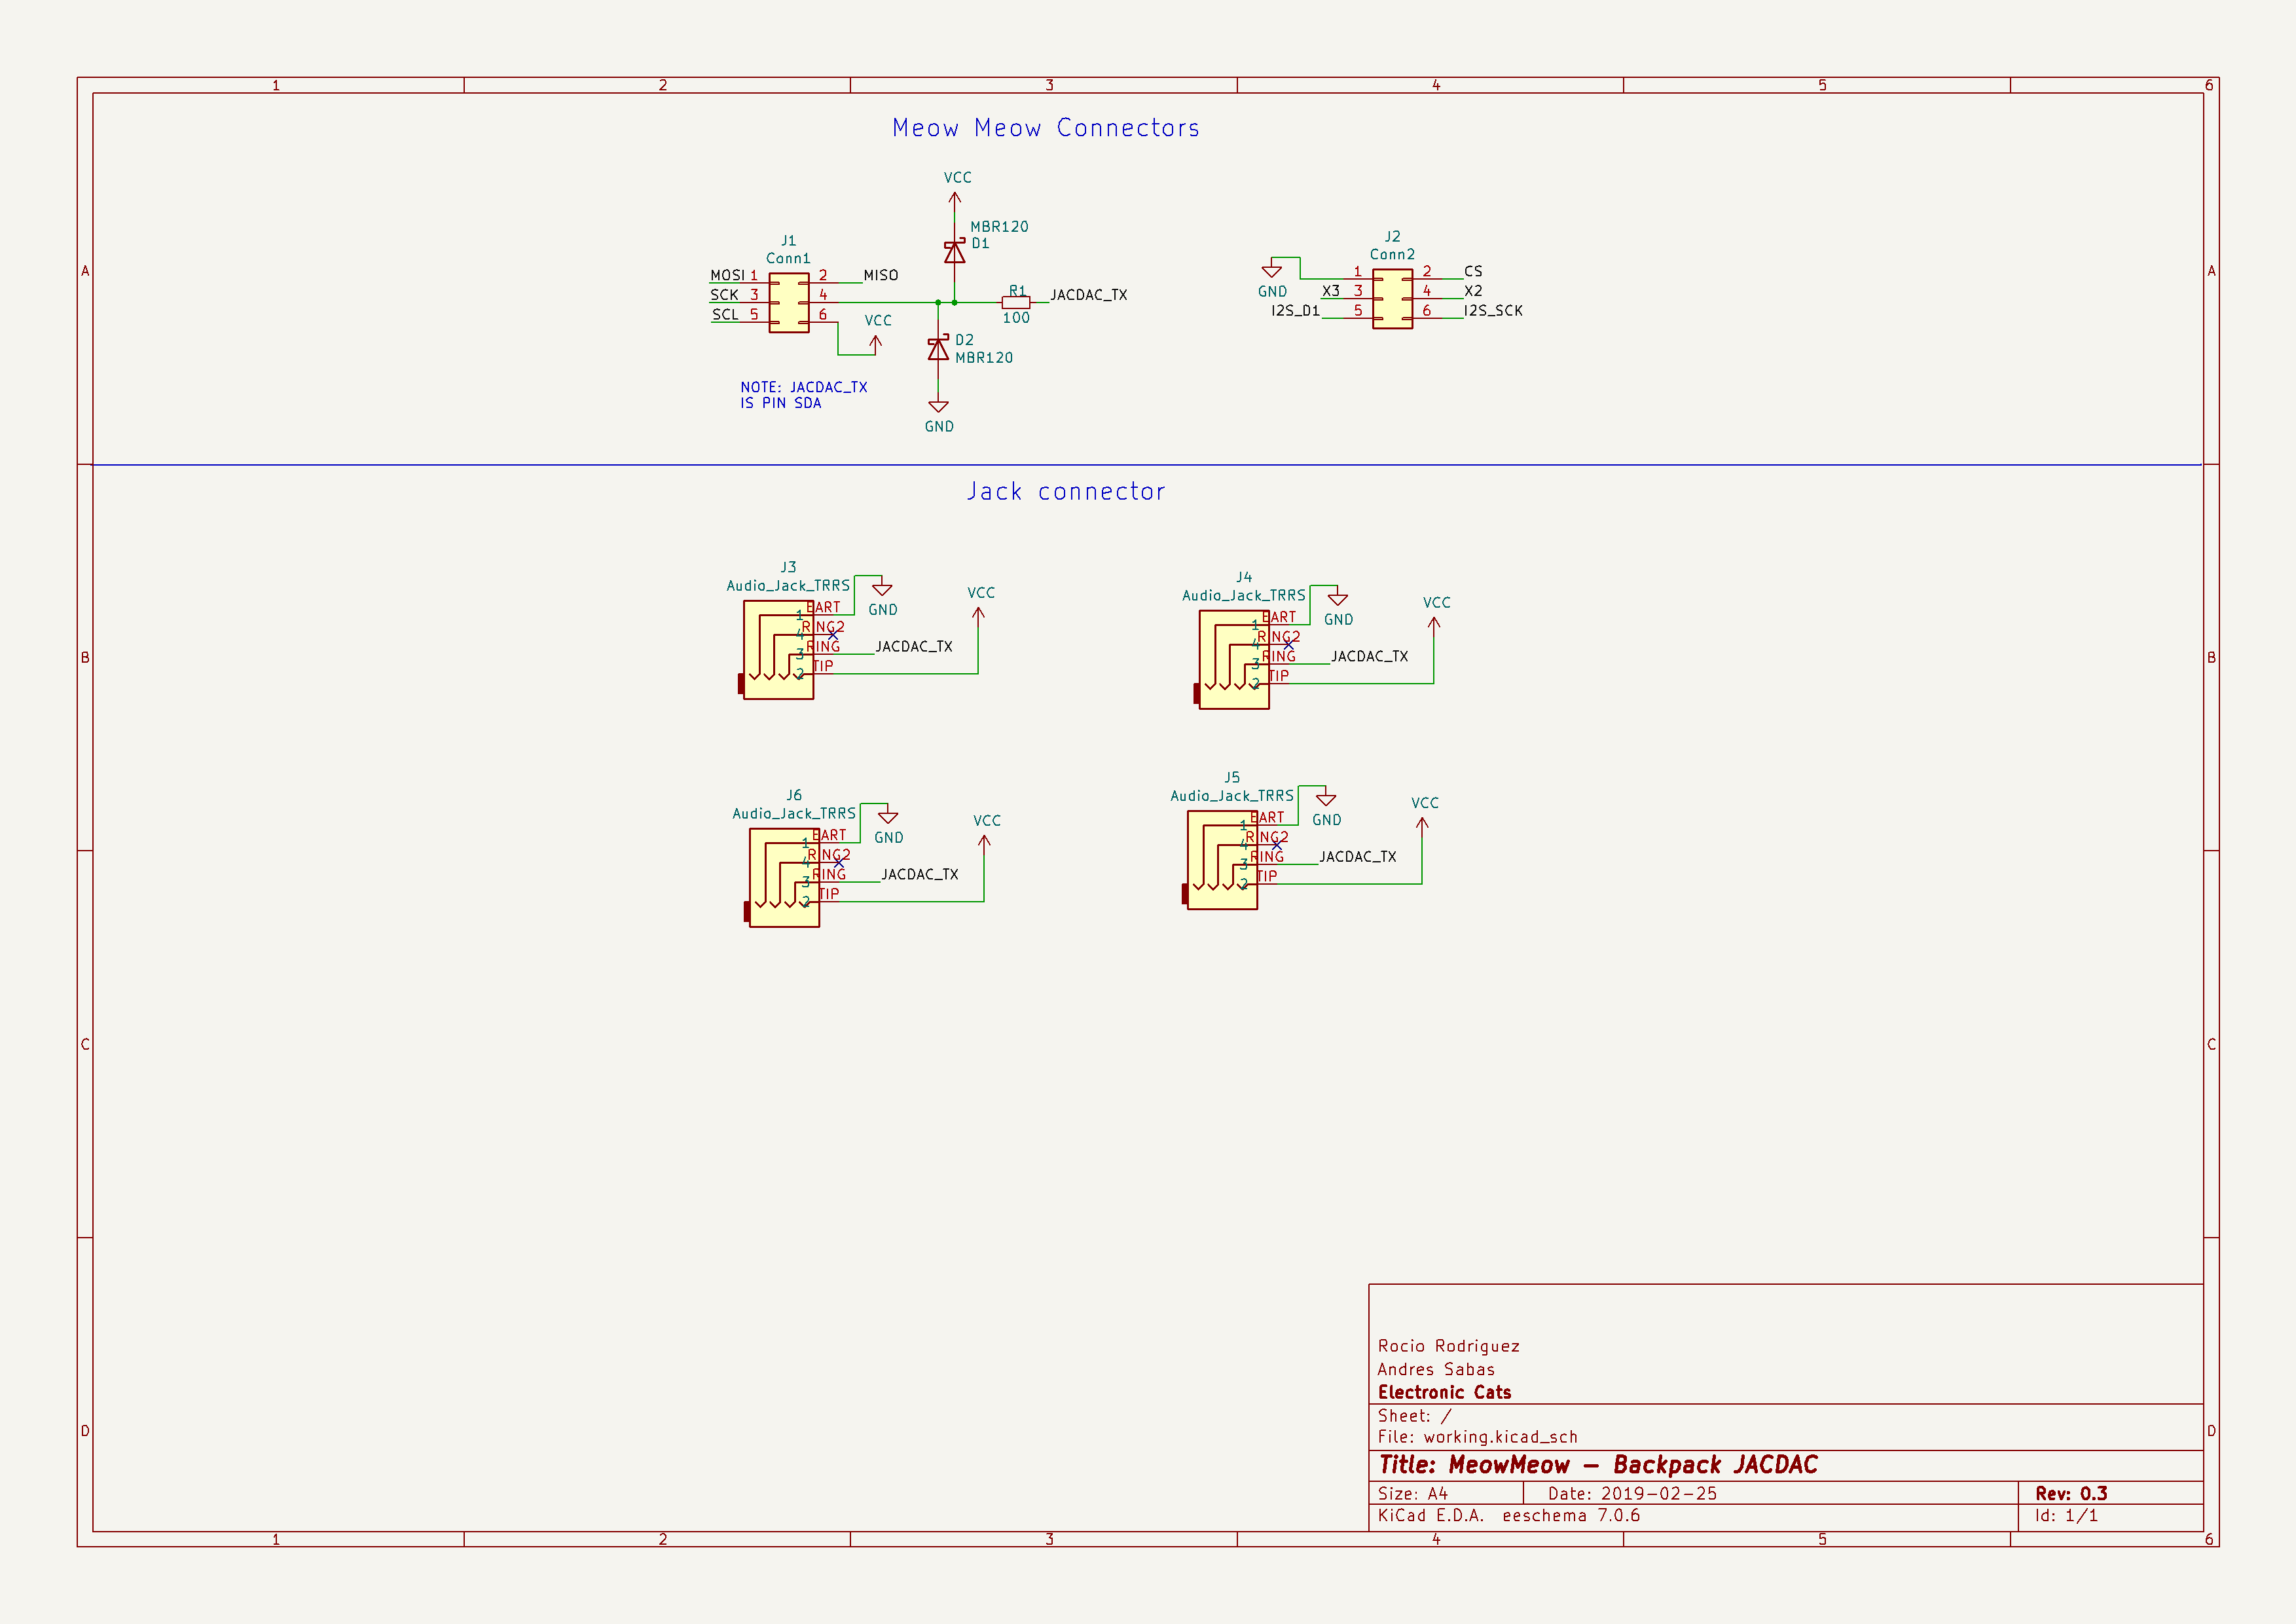 1 2 3 4 5 6
Meow Meow Connectors
VCC
MBR120
D1
J1
Conn1
MOSI 1 2 MISO
SCK 3 4
SCL 5 6
VCC
R1
100
JACDAC_TX
D2
MBR120
GND
NOTE: JACDAC_TX
IS PIN SDA
J2
Conn2
GND
1 2 CS
X3 3 4 X2
I2S_D1 5 6 I2S_SCK
A A
Jack connector
J3
Audio_Jack_TRRS
EART
1
GND
RING2
4
RING
3
JACDAC_TX
TIP
2
VCC
J4
Audio_Jack_TRRS
EART
1
GND
RING2
4
RING
3
JACDAC_TX
TIP
2
VCC
B B
J6
Audio_Jack_TRRS
EART
1
GND
RING2
4
RING
3
JACDAC_TX
TIP
2
VCC
J5
Audio_Jack_TRRS
EART
1
GND
RING2
4
RING
3
JACDAC_TX
TIP
2
VCC
C C
D D
Rocio Rodriguez
Andres Sabas
Electronic Cats
Sheet: /
File: working.kicad_sch
Title: MeowMeow - Backpack JACDAC
Size: A4 Date: 2019-02-25 Rev: 0.3
KiCad E.D.A. eeschema 7.0.6 Id: 1/1
1 2 3 4 5 6